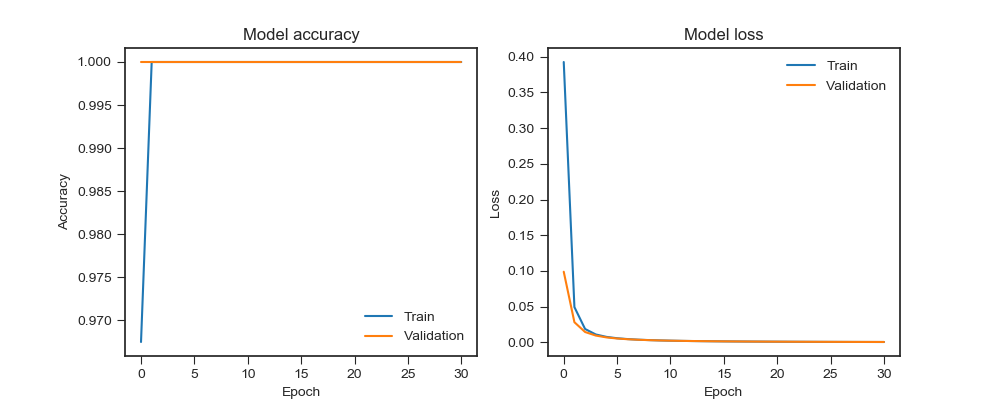 Model accuracy
1.000
0.995
0.990
0.985
0.980
0.975
0.970
Accuracy
0 5 10 15 20 25 30
Epoch
Train
Validation
Model loss
0.40
0.35
0.30
0.25
0.20
0.15
0.10
0.05
0.00
Loss
0 5 10 15 20 25 30
Epoch
Train
Validation